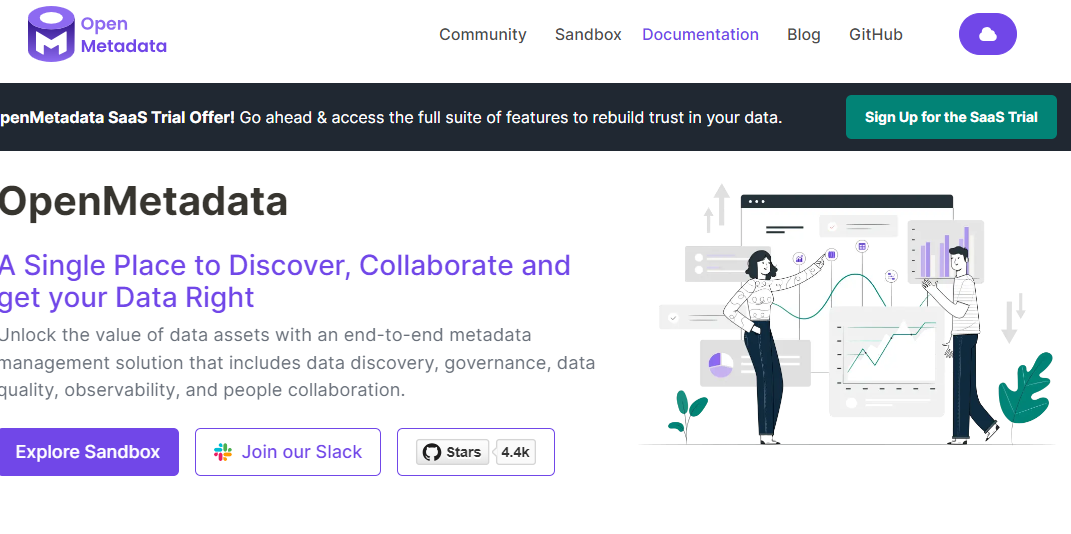 Open
Metadata
Community Sandbox Documentation Blog GitHub
penMetadata SaaS Trial Offer! Go ahead & access the full suite of features to rebuild trust in your data.
Sign Up for the SaaS Trial
OpenMetadata
A Single Place to Discover, Collaborate and
get your Data Right
Unlock the value of data assets with an end-to-end metadata
management solution that includes data discovery, governance, data
quality, observability, and people collaboration.
Explore Sandbox
Join our Slack
Stars 4.4k